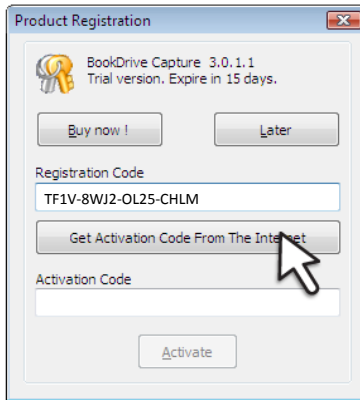 Product Registration
BookDrive Capture 3.0.1.1
Trial version. Expire in 15 days.
Buy now !
Later
Registration Code
TF1V-8WJ2-OL25-CHLM
Get Activation Code From The Internet
Activation Code
Activate